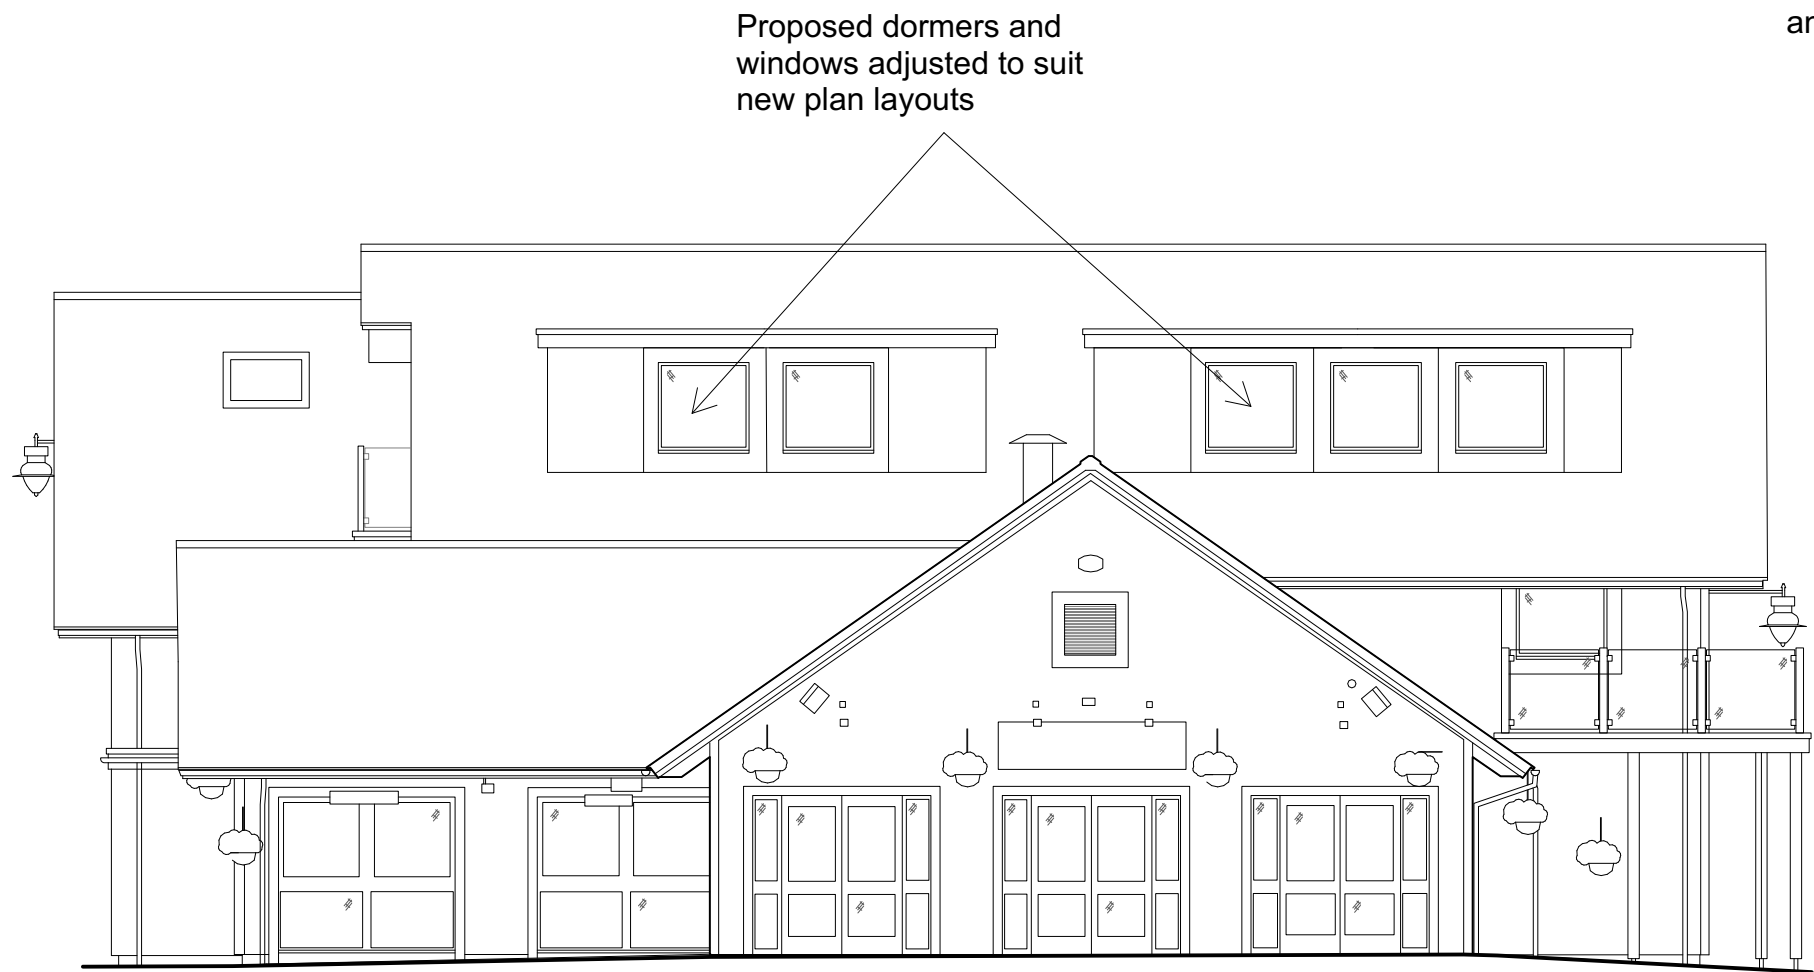 Proposed dormers and
windows adjusted to suit
new plan layouts